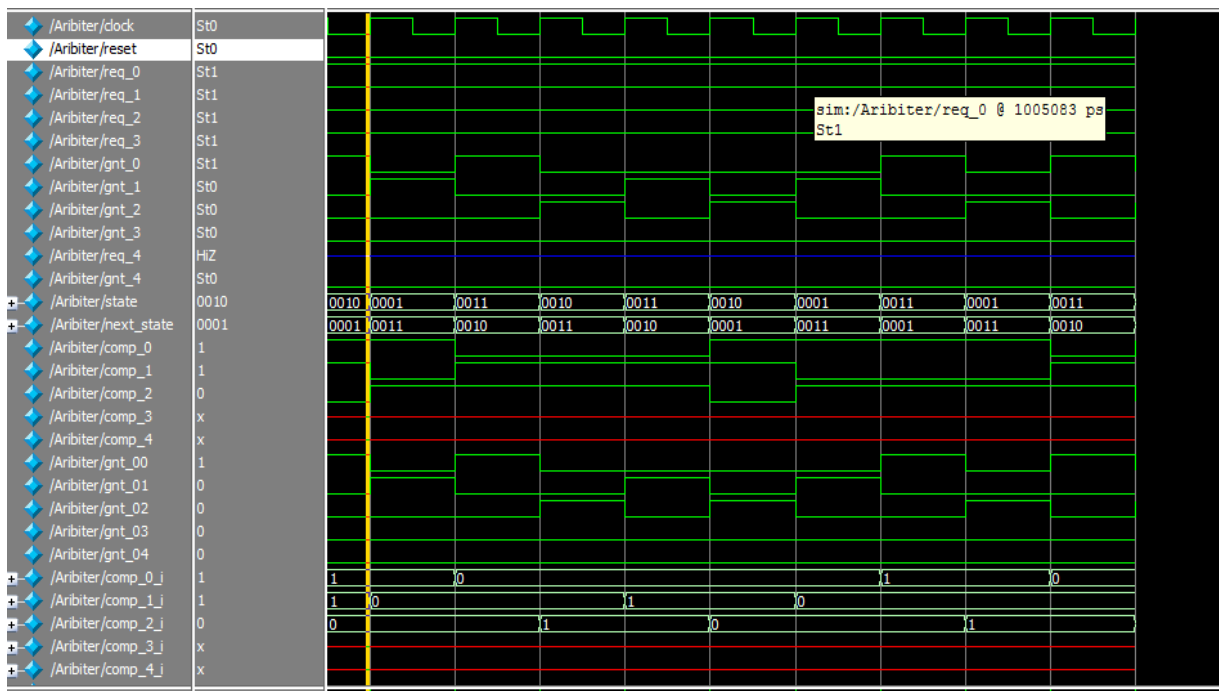 /Aribiter/clock St0
/Aribiter/reset St0
/Aribiter/req_0 St1
/Aribiter/req_1 St1
/Aribiter/req_2 St1
sim:/Aribiter/req_0 @ 1005083 ps
St1
/Aribiter/req_3 St1
/Aribiter/gnt_0 St1
/Aribiter/gnt_1 St0
/Aribiter/gnt_2 St0
/Aribiter/gnt_3 St0
/Aribiter/req_4 HiZ
/Aribiter/gnt_4 St0
/Aribiter/state 0010 0010 0001 0011 0010 0011 0010 0001 0011 0001 0011
/Aribiter/next_state 0001 0001 0011 0010 0011 0010 0001 0011 0001 0011 0010
/Aribiter/comp_0 1
/Aribiter/comp_1 1
/Aribiter/comp_2 0
/Aribiter/comp_3 x
/Aribiter/comp_4 x
/Aribiter/gnt_00 1
/Aribiter/gnt_01 0
/Aribiter/gnt_02 0
/Aribiter/gnt_03 0
/Aribiter/gnt_04 0
/Aribiter/comp_0_i 1 1 0 1 0
/Aribiter/comp_1_i 1 1 0 1 0
/Aribiter/comp_2_i 0 0 1 0 1
/Aribiter/comp_3_i x
/Aribiter/comp_4_i x